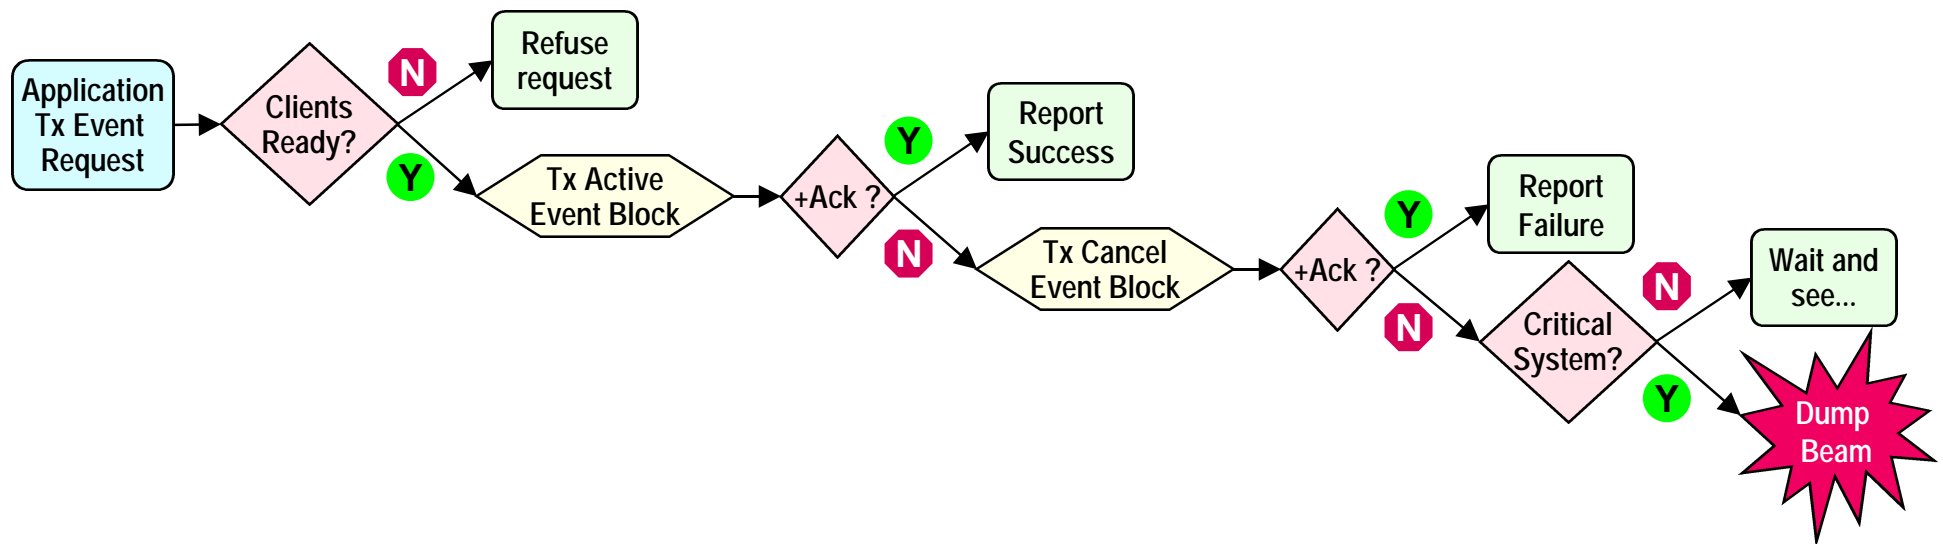 Application
Tx Event
Request
Clients
Ready?
N
Refuse
request
Y
Tx Active
Event Block
+Ack ?
Y
Report
Success
N
Tx Cancel
Event Block
+Ack ?
Y
Report
Failure
N
Critical
System?
N
Wait and
see...
Y
Dump
Beam